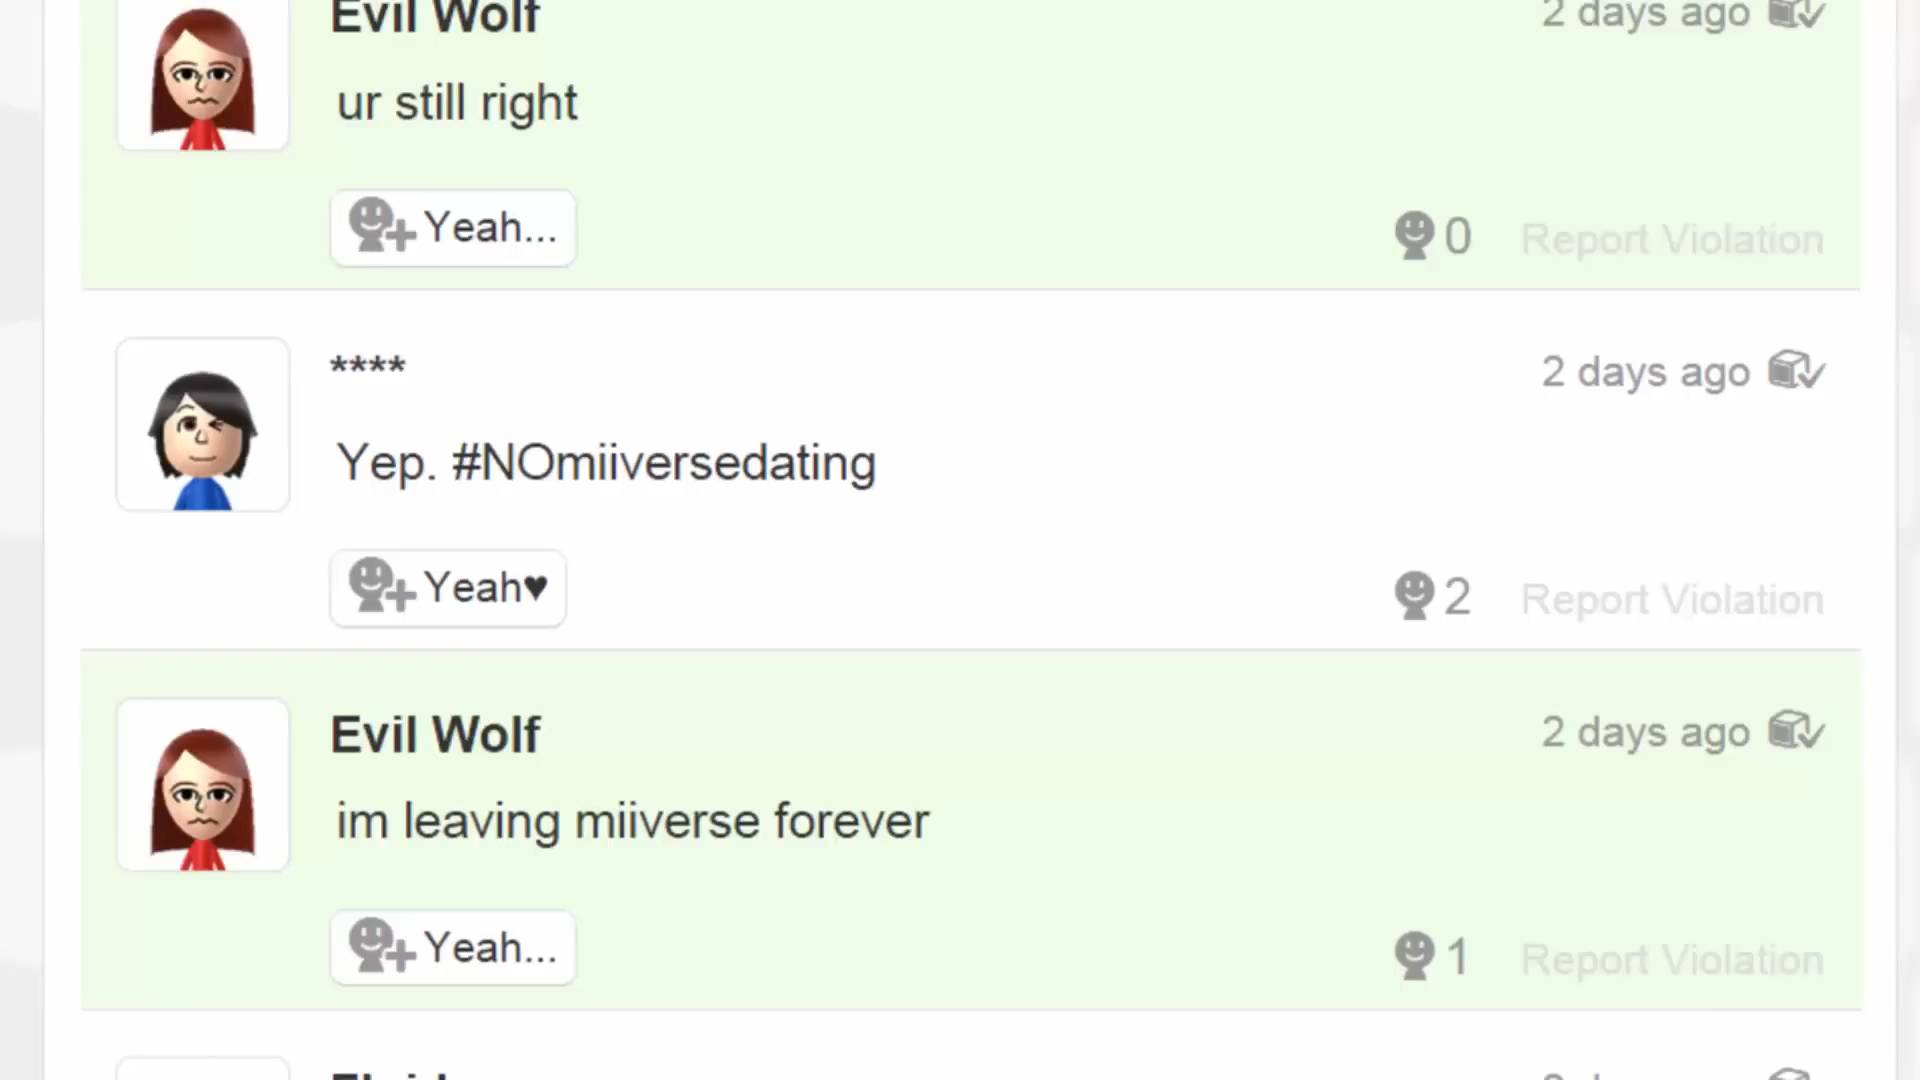 Evil Wolf
2 days ago
ur still right
Yeah...
0
Report Violation
****
2 days ago
Yep. #NOmiiversedating
Yeah♥
2
Report Violation
Evil Wolf
2 days ago
im leaving miiverse forever
Yeah...
1
Report Violation